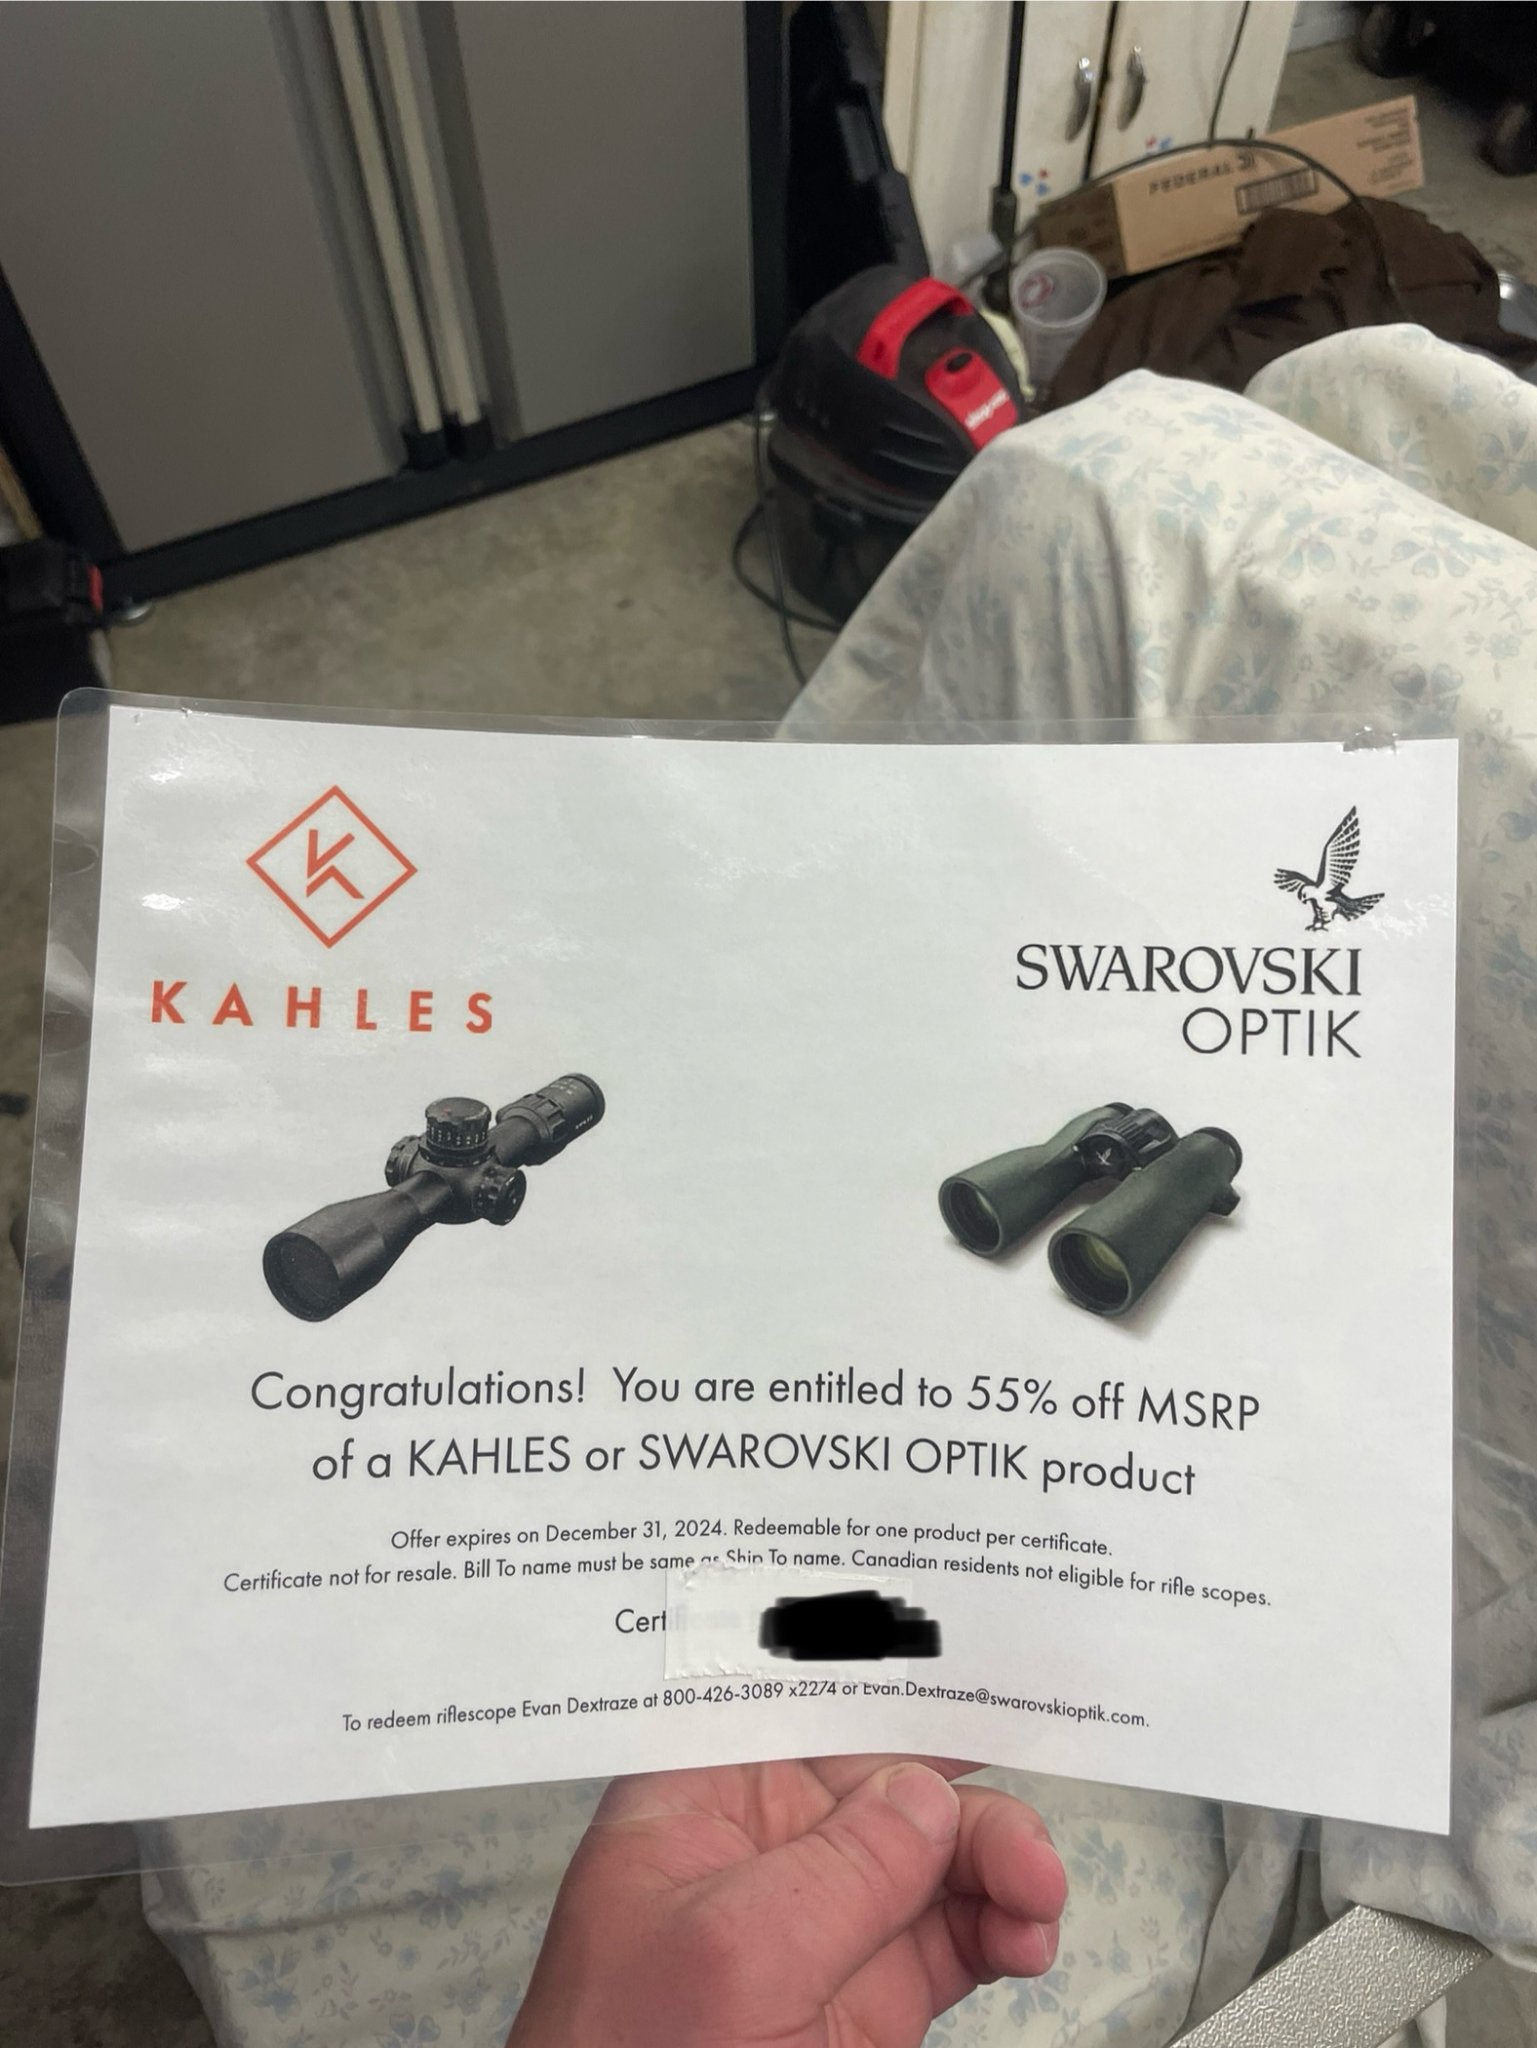 FEDERAL
KAHLES
SWAROVSKI
OPTIK
Congratulations! You are entitled to 55% off MSRP
of a KAHLES or SWAROVSKI OPTIK product
Offer expires on December 31, 2024. Redeemable for one product per certificate.
Certificate not for resale. Bill To name must be same as Ship To name. Canadian residents not eligible for rifle scopes.
Certificate
To redeem riflescope Evan Dextraze at 800-426-3089 x2274 or Evan.Dextraze@swarovskioptik.com.